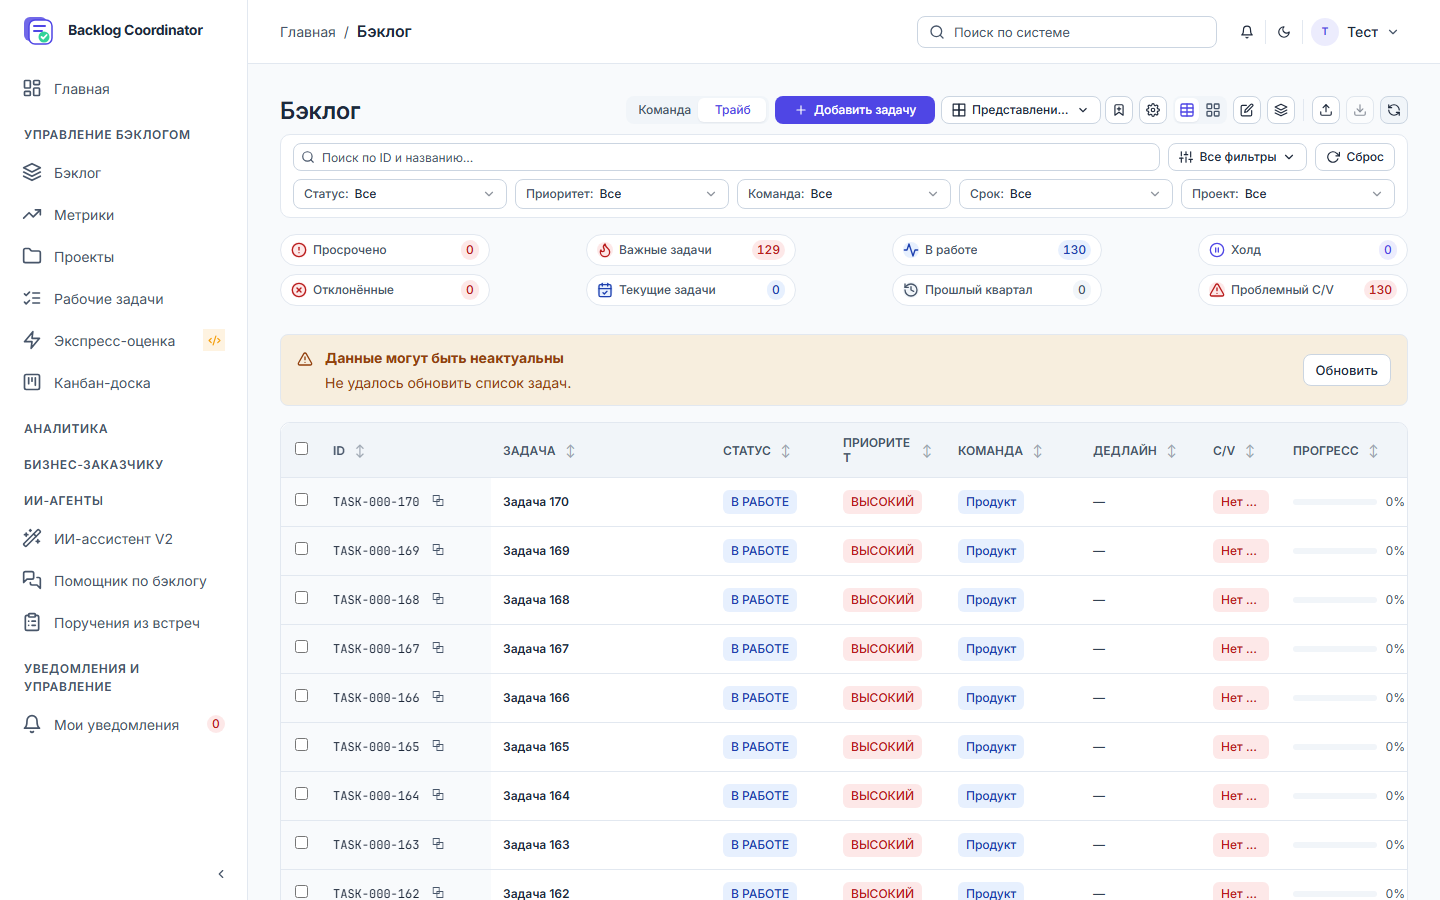 Backlog Coordinator
Главная / Бэклог
Поиск по системе
Т Тест
Главная
УПРАВЛЕНИЕ БЭКЛОГОМ
Бэклог
Метрики
Проекты
Рабочие задачи
Экспресс-оценка
Канбан-доска
АНАЛИТИКА
БИЗНЕС-ЗАКАЗЧИКУ
ИИ-АГЕНТЫ
ИИ-ассистент V2
Помощник по бэклогу
Поручения из встреч
УВЕДОМЛЕНИЯ И
УПРАВЛЕНИЕ
Мои уведомления 0
Бэклог
Команда Трайб
Добавить задачу
Представлени...
Поиск по ID и названию...
Все фильтры
Сброс
Статус: Все
Приоритет: Все
Команда: Все
Срок: Все
Проект: Все
Просрочено 0
Важные задачи 129
В работе 130
Холд 0
Отклонённые 0
Текущие задачи 0
Прошлый квартал 0
Проблемный C/V 130
Данные могут быть неактуальны
Не удалось обновить список задач.
Обновить
ID ЗАДАЧА СТАТУС ПРИОРИТЕ
Т КОМАНДА ДЕДЛАЙН C/V ПРОГРЕСС
TASK-000-170 Задача 170 В РАБОТЕ ВЫСОКИЙ Продукт — Нет ... 0%
TASK-000-169 Задача 169 В РАБОТЕ ВЫСОКИЙ Продукт — Нет ... 0%
TASK-000-168 Задача 168 В РАБОТЕ ВЫСОКИЙ Продукт — Нет ... 0%
TASK-000-167 Задача 167 В РАБОТЕ ВЫСОКИЙ Продукт — Нет ... 0%
TASK-000-166 Задача 166 В РАБОТЕ ВЫСОКИЙ Продукт — Нет ... 0%
TASK-000-165 Задача 165 В РАБОТЕ ВЫСОКИЙ Продукт — Нет ... 0%
TASK-000-164 Задача 164 В РАБОТЕ ВЫСОКИЙ Продукт — Нет ... 0%
TASK-000-163 Задача 163 В РАБОТЕ ВЫСОКИЙ Продукт — Нет ... 0%
TASK-000-162 Задача 162 В РАБОТЕ ВЫСОКИЙ Продукт — Нет ... 0%